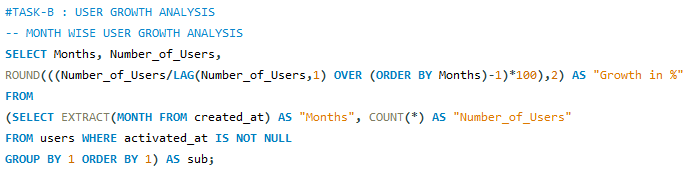 #TASK-B : USER GROWTH ANALYSIS
-- MONTH WISE USER GROWTH ANALYSIS
SELECT Months, Number_of_Users,
ROUND(((Number_of_Users/LAG(Number_of_Users,1) OVER (ORDER BY Months)-1)*100),2) AS "Growth in %"
FROM
(SELECT EXTRACT(MONTH FROM created_at) AS "Months", COUNT(*) AS "Number_of_Users"
FROM users WHERE activated_at IS NOT NULL
GROUP BY 1 ORDER BY 1) AS sub;